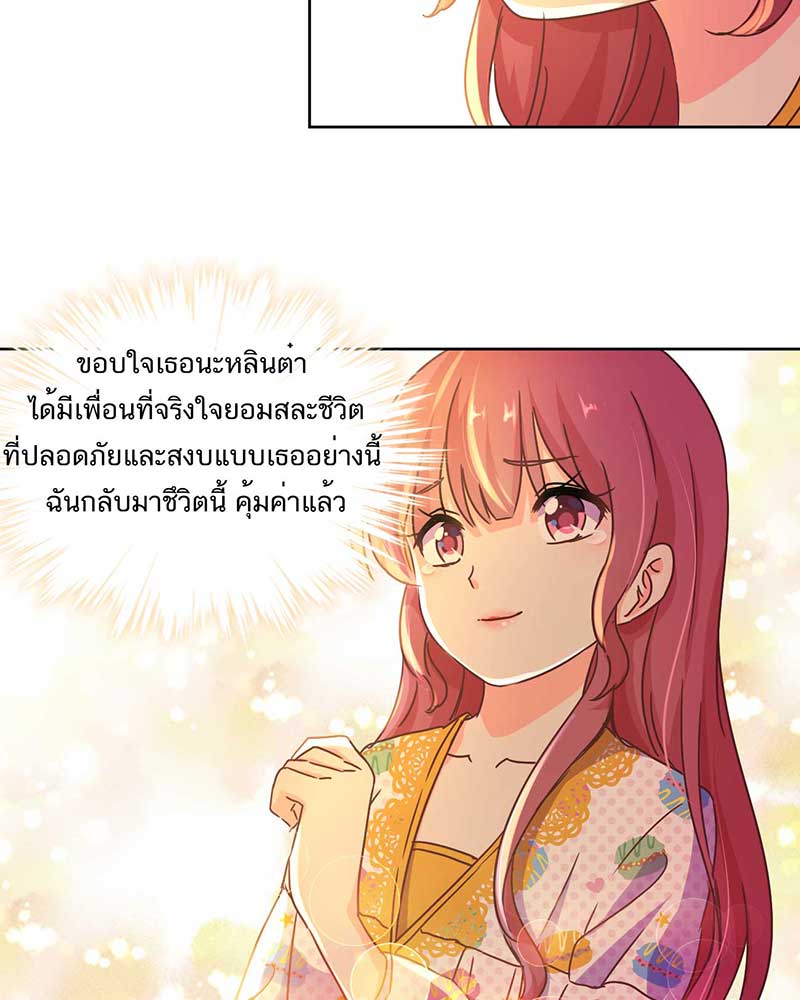 ขอบใจเธอนะหลินต๋า
ได้มีเพื่อนที่จริงใจยอมสละชีวิต
ที่ปลอดภัยและสงบแบบเธออย่างนี้
ฉันกลับมาชีวิตนี้ คุ้มค่าแล้ว